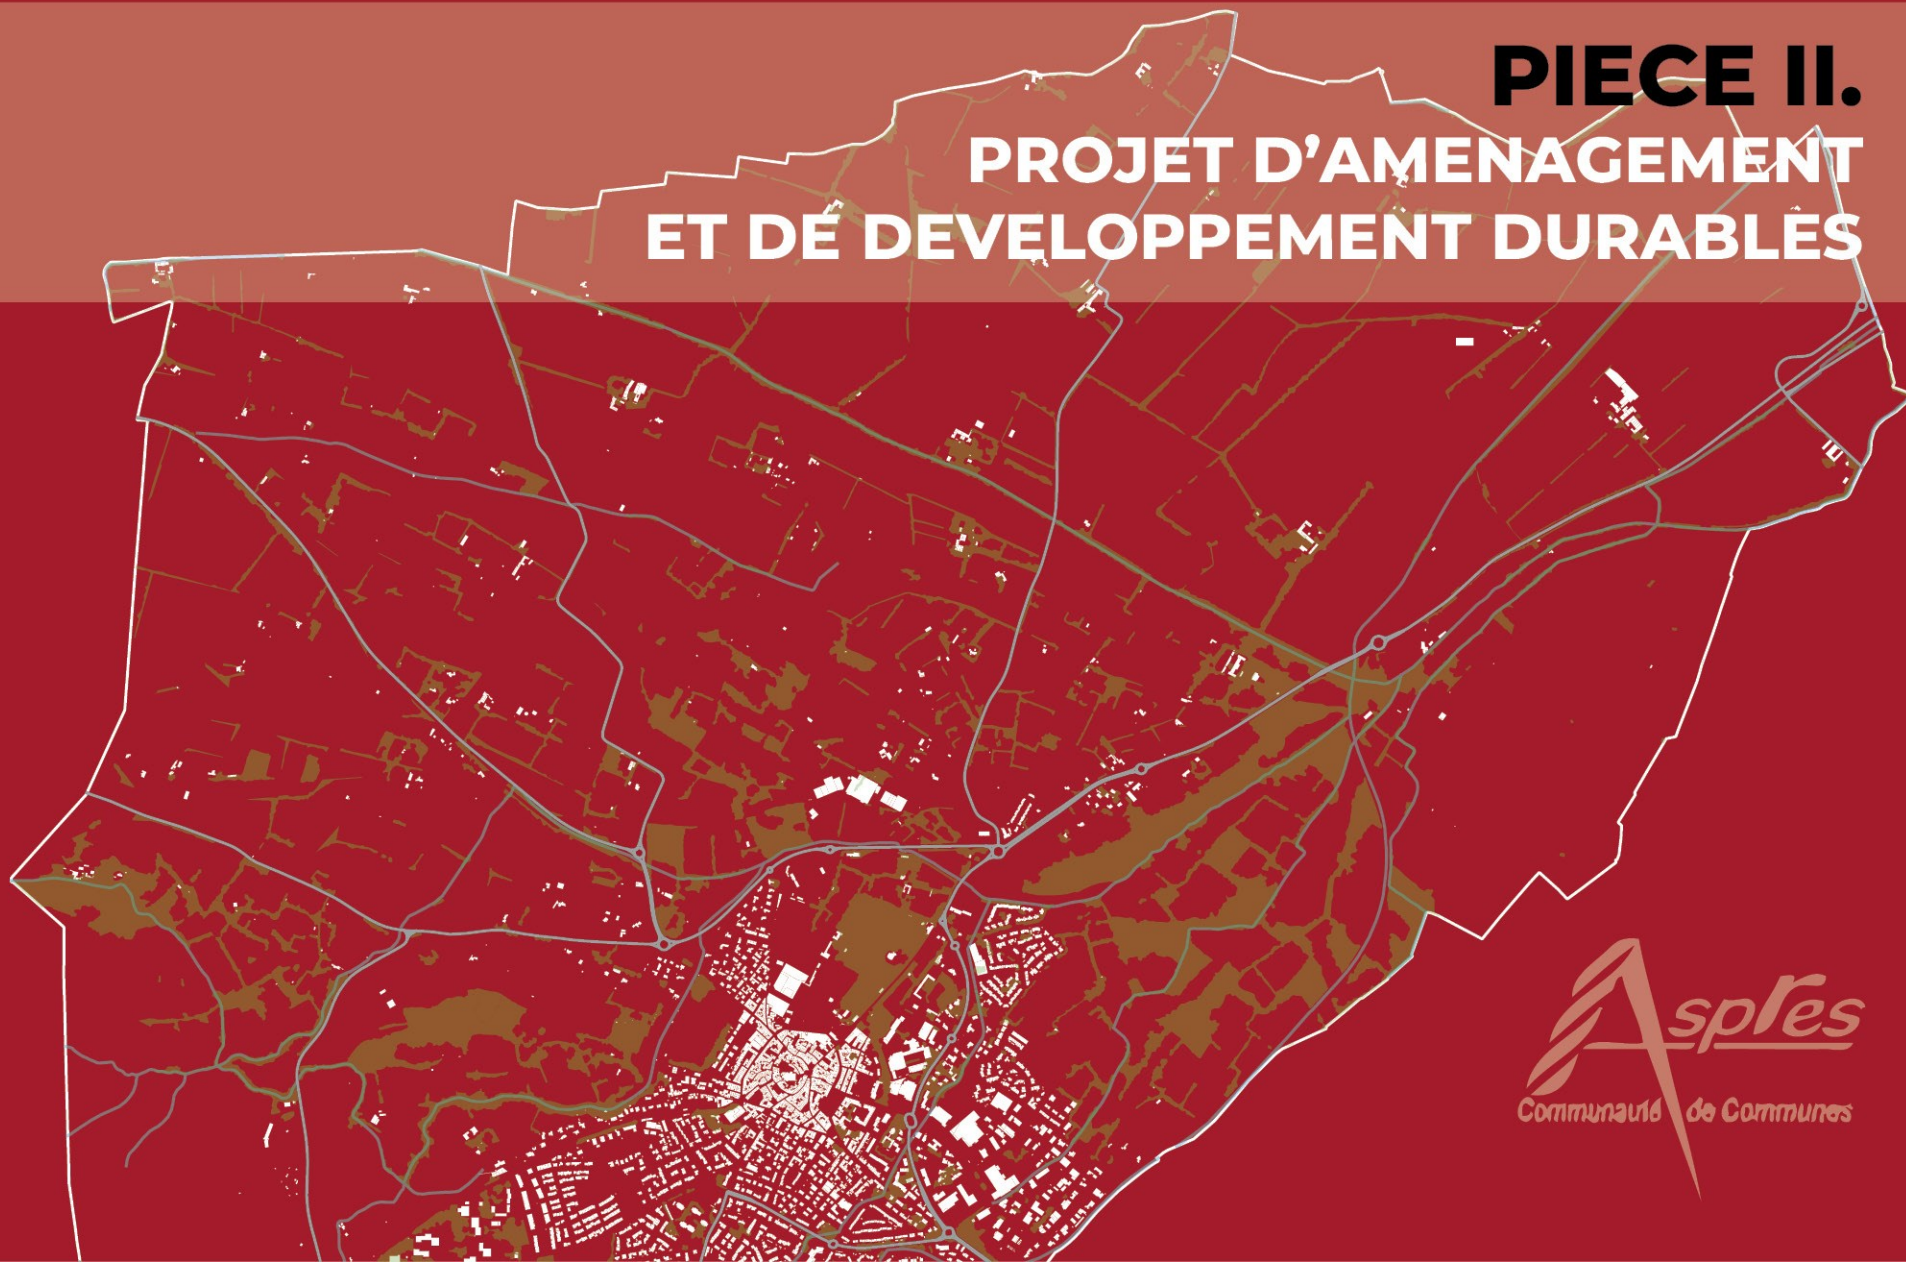 PIECE II.
PROJET D’AMENAGEMENT
ET DE DEVELOPPEMENT DURABLES
Aspres
Communauté de Communes